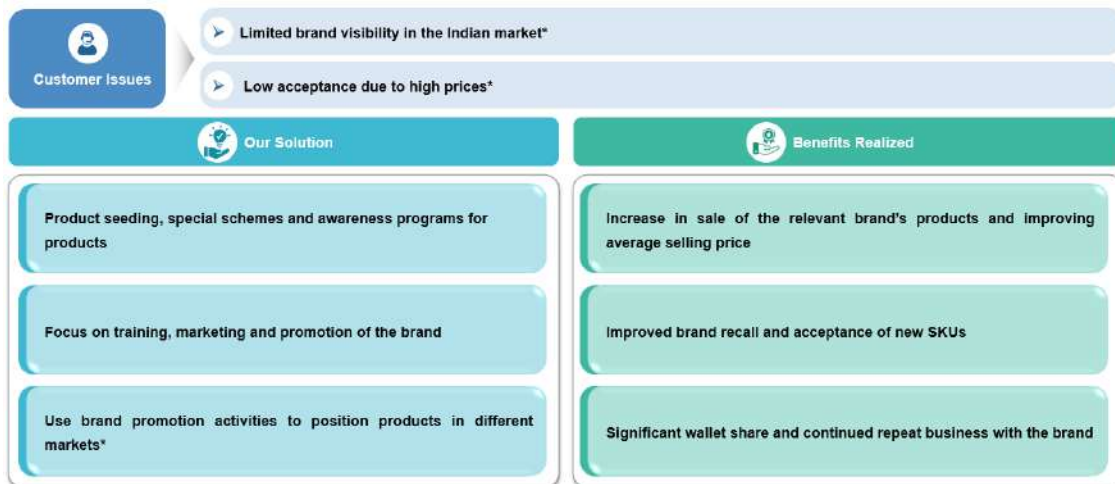 Customer Issues
Limited brand visibility in the Indian market*
Low acceptance due to high prices*
Our Solution
Product seeding, special schemes and awareness programs for
products
Focus on training, marketing and promotion of the brand
Use brand promotion activities to position products in different
markets*
Benefits Realized
Increase in sale of the relevant brand's products and improving
average selling price
Improved brand recall and acceptance of new SKUs
Significant wallet share and continued repeat business with the brand